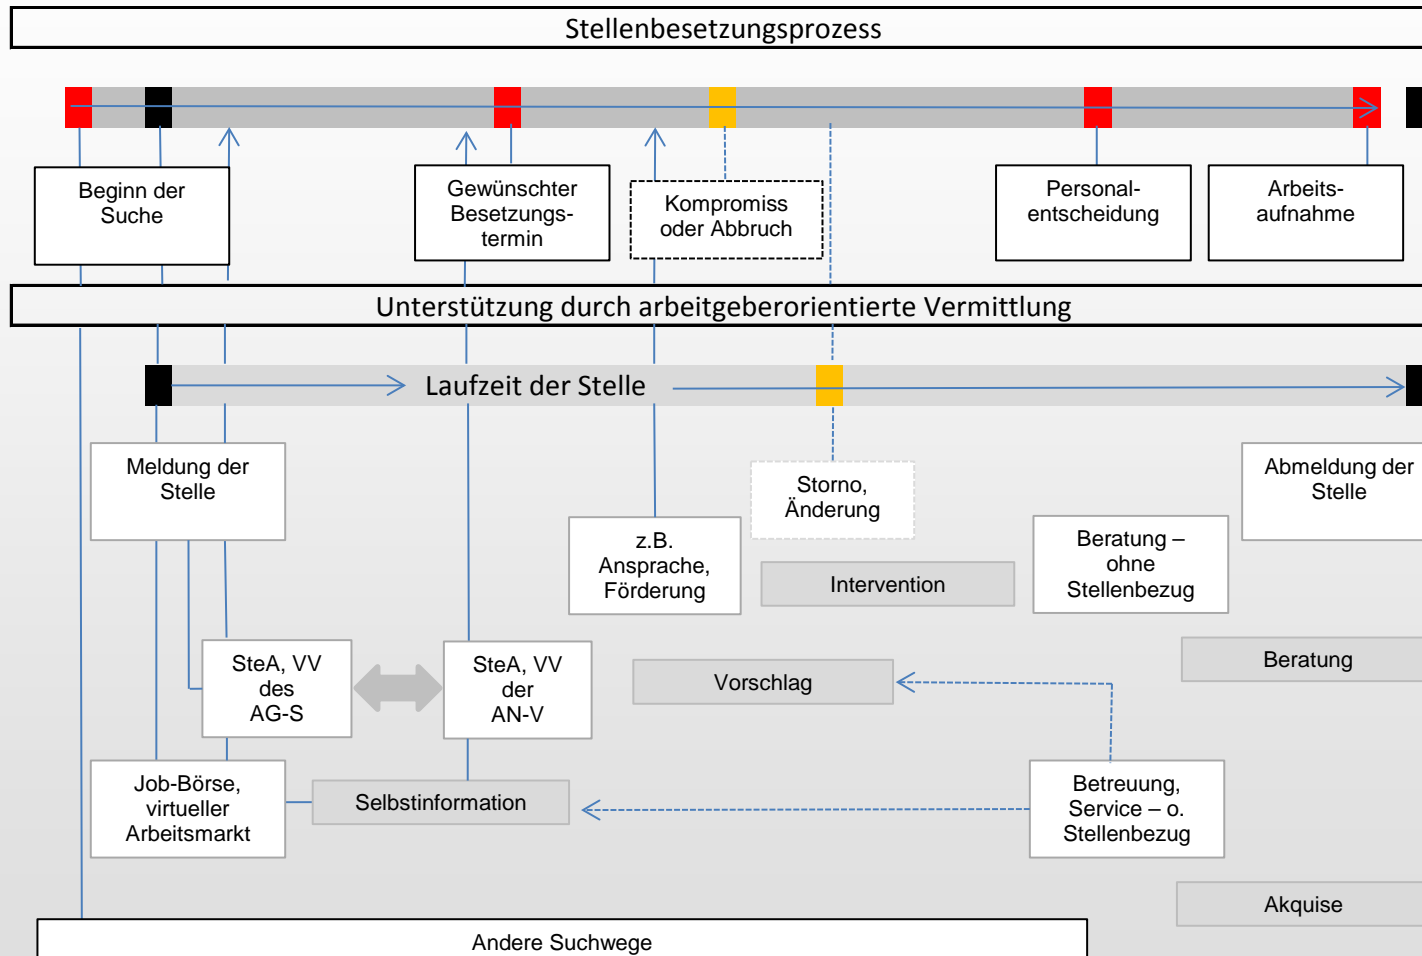 Stellenbesetzungsprozess
Beginn der
Suche
Gewünschter
Besetzungs-
termin
Kompromiss
oder Abbruch
Personal-
entscheidung
Arbeits-
aufnahme
Unterstützung durch arbeitgeberorientierte Vermittlung
Laufzeit der Stelle
Meldung der
Stelle
Storno,
Änderung
Abmeldung der
Stelle
z.B.
Ansprache,
Förderung
Intervention
Beratung –
ohne
Stellenbezug
SteA, VV
des
AG-S
SteA, VV
der
AN-V
Vorschlag
Beratung
Job-Börse,
virtueller
Arbeitsmarkt
Selbstinformation
Betreuung,
Service – o.
Stellenbezug
Akquise
Andere Suchwege